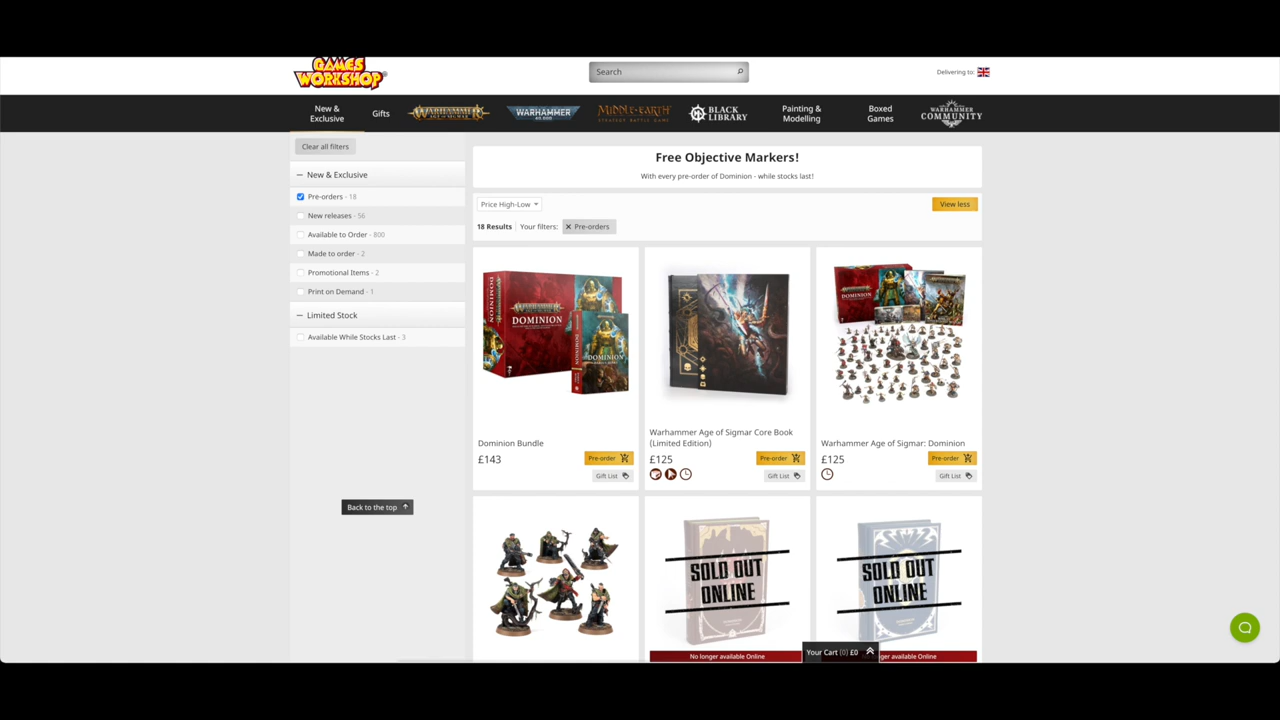 GAMES
WORKSHOP
Search
Delivering to:
New &
Exclusive
Gifts
WARHAMMER
AGE OF SIGMAR
WARHAMMER
40,000
MIDDLE-EARTH
STRATEGY BATTLE GAME
BLACK
LIBRARY
Painting &
Modelling
Boxed
Games
WARHAMMER
COMMUNITY
Clear all filters
New & Exclusive
Pre-orders - 18
New releases - 56
Available to Order - 800
Made to order - 2
Promotional Items - 2
Print on Demand - 1
Limited Stock
Available While Stocks Last - 3
Back to the top
Free Objective Markers!
With every pre-order of Dominion - while stocks last!
Price High-Low
View less
18 Results
Your filters:
Pre-orders
DOMINION
DOMINION
DOMINION
Dominion Bundle
£143
Pre-order
Gift List
Warhammer Age of Sigmar Core Book
(Limited Edition)
£125
Pre-order
Gift List
DOMINION
Warhammer Age of Sigmar: Dominion
£125
Pre-order
Gift List
SOLD OUT
ONLINE
No longer available Online
SOLD OUT
ONLINE
ger available Online
Your Cart (0) £0